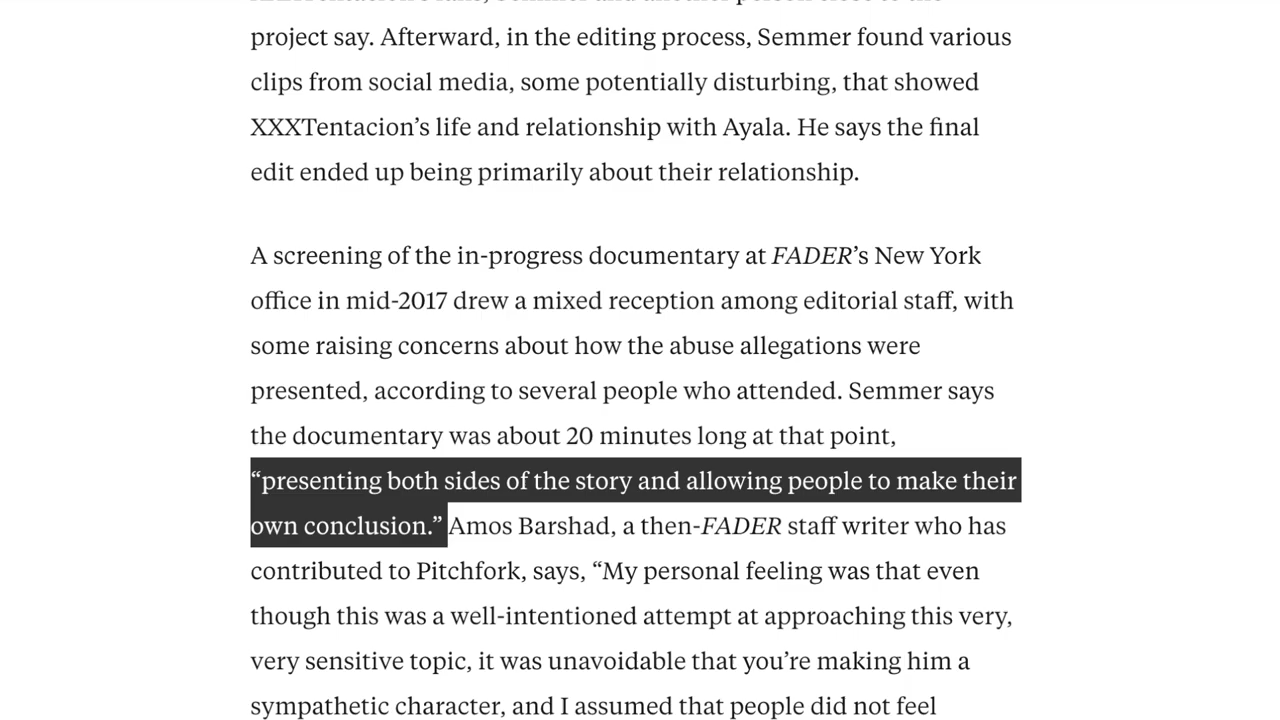 project say. Afterward, in the editing process, Semmer found various
clips from social media, some potentially disturbing, that showed
XXXTentacion’s life and relationship with Ayala. He says the final
edit ended up being primarily about their relationship.
A screening of the in-progress documentary at FADER’s New York
office in mid-2017 drew a mixed reception among editorial staff, with
some raising concerns about how the abuse allegations were
presented, according to several people who attended. Semmer says
the documentary was about 20 minutes long at that point,
“presenting both sides of the story and allowing people to make their
own conclusion.” Amos Barshad, a then-FADER staff writer who has
contributed to Pitchfork, says, “My personal feeling was that even
though this was a well-intentioned attempt at approaching this very,
very sensitive topic, it was unavoidable that you’re making him a
sympathetic character, and I assumed that people did not feel